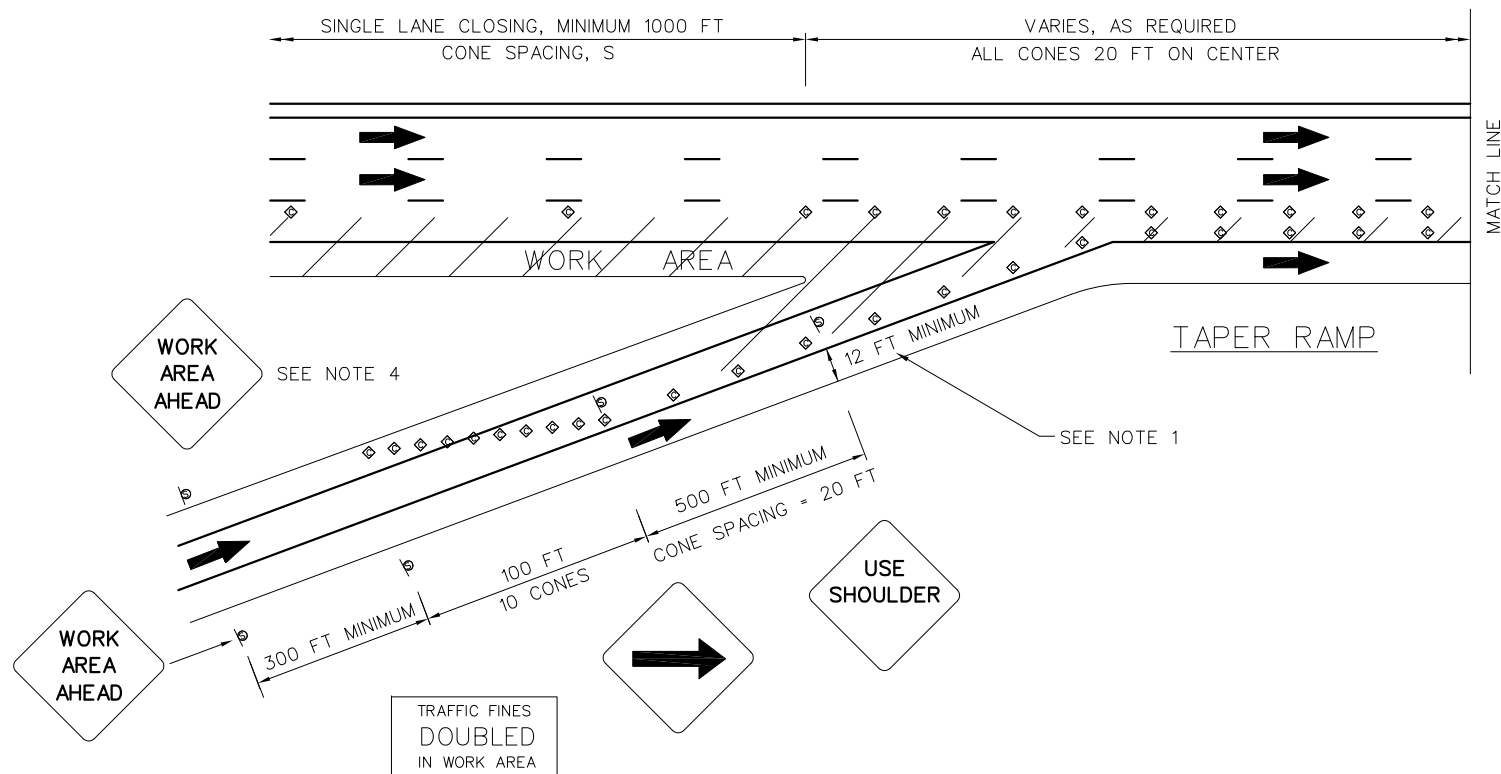 SINGLE LANE CLOSING, MINIMUM 1000 FT
CONE SPACING, S
VARIES, AS REQUIRED
ALL CONES 20 FT ON CENTER
MATCH LINE
WORK AREA
TAPER RAMP
WORK
AREA
AHEAD
SEE NOTE 4
12 FT MINIMUM
SEE NOTE 1
500 FT MINIMUM
CONE SPACING = 20 FT
100 FT
10 CONES
300 FT MINIMUM
USE
SHOULDER
WORK
AREA
AHEAD
TRAFFIC FINES
DOUBLED
IN WORK AREA
C C C C C C C C C C C C
C C C C C
C C C C C C C
C C C C C C C C C C
S
S
S
S
S